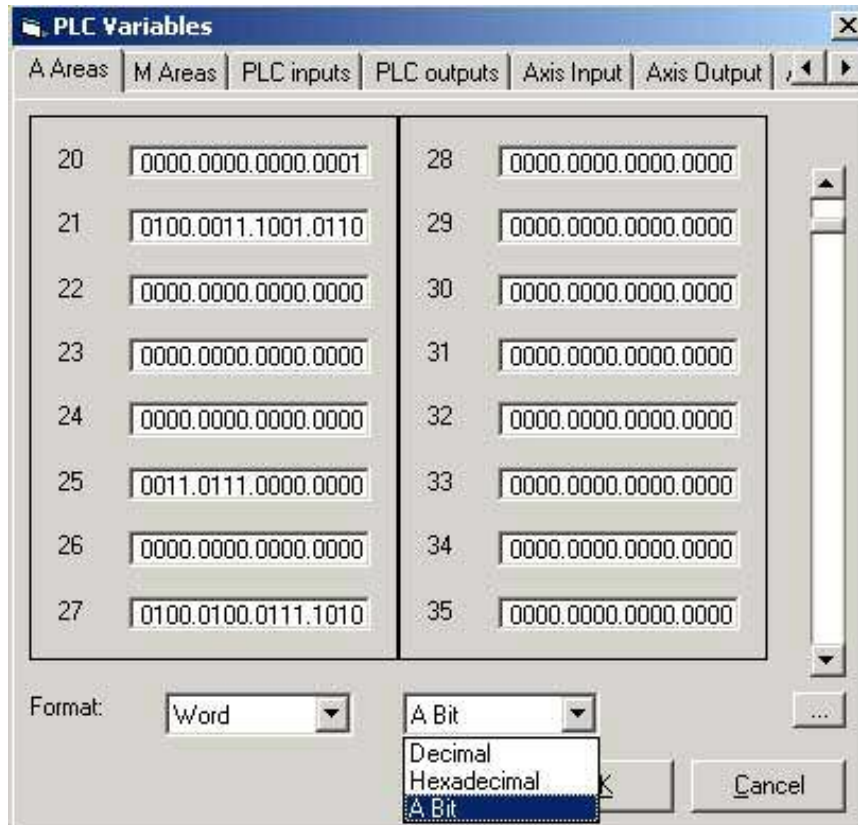 PLC Variables
A Areas M Areas PLC inputs PLC outputs Axis Input Axis Output
20 0000.0000.0000.0001 28 0000.0000.0000.0000
21 0100.0011.1001.0110 29 0000.0000.0000.0000
22 0000.0000.0000.0000 30 0000.0000.0000.0000
23 0000.0000.0000.0000 31 0000.0000.0000.0000
24 0000.0000.0000.0000 32 0000.0000.0000.0000
25 0011.0111.0000.0000 33 0000.0000.0000.0000
26 0000.0000.0000.0000 34 0000.0000.0000.0000
27 0100.0100.0111.1010 35 0000.0000.0000.0000
Format: Word A Bit ...
Decimal
Hexadecimal
A Bit
K Cancel